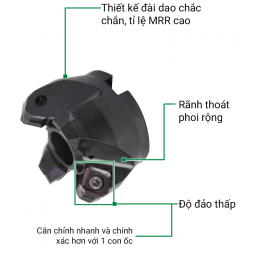 Thiết kế đài dao chắc
chắn, tỉ lệ MRR cao
Rãnh thoát
phoi rộng
Độ đảo thấp
Căn chỉnh nhanh và chính
xác hơn với 1 con ốc